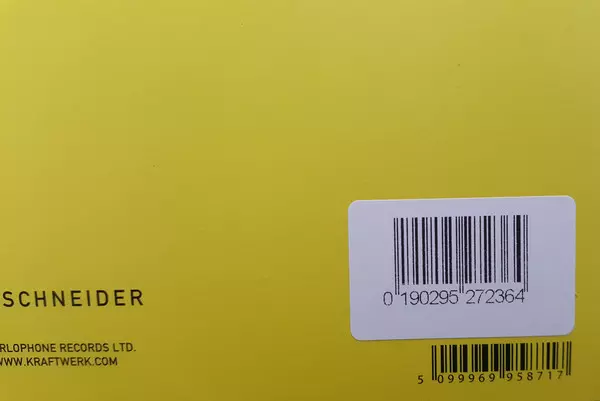 SCHNEIDER
RLOPHONE RECORDS LTD.
WWW.KRAFTWERK.COM
0 190295 272364
5 099969 958717